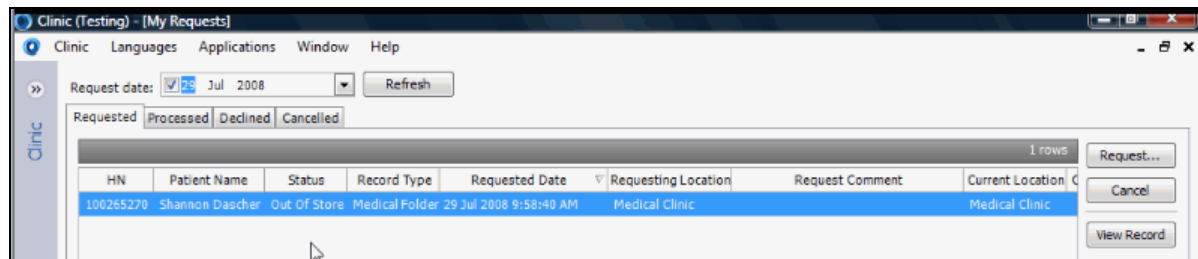 Clinic (Testing) - [My Requests]
Clinic Languages Applications Window Help
Request date: 29 Jul 2008 Refresh
Requested Processed Declined Cancelled
Clinic
1 rows
Request...
HN Patient Name Status Record Type Requested Date Requesting Location Request Comment Current Location C
Cancel
100265270 Shannon Dascher Out Of Store Medical Folder 29 Jul 2008 9:58:40 AM Medical Clinic Medical Clinic
View Record